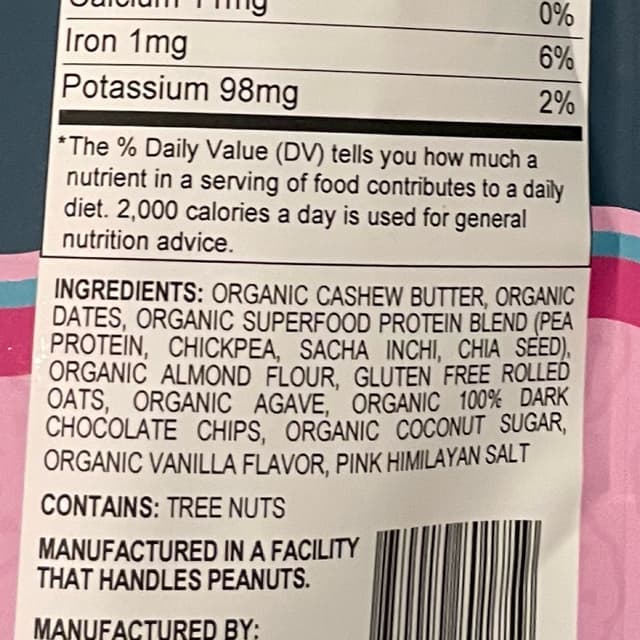 0%
Iron 1mg 6%
Potassium 98mg 2%
*The % Daily Value (DV) tells you how much a
nutrient in a serving of food contributes to a daily
diet. 2,000 calories a day is used for general
nutrition advice.
INGREDIENTS: ORGANIC CASHEW BUTTER, ORGANIC
DATES, ORGANIC SUPERFOOD PROTEIN BLEND (PEA
PROTEIN, CHICKPEA, SACHA INCHI, CHIA SEED),
ORGANIC ALMOND FLOUR, GLUTEN FREE ROLLED
OATS, ORGANIC AGAVE, ORGANIC 100% DARK
CHOCOLATE CHIPS, ORGANIC COCONUT SUGAR,
ORGANIC VANILLA FLAVOR, PINK HIMILAYAN SALT
CONTAINS: TREE NUTS
MANUFACTURED IN A FACILITY
THAT HANDLES PEANUTS.
MANUFACTURED BY: